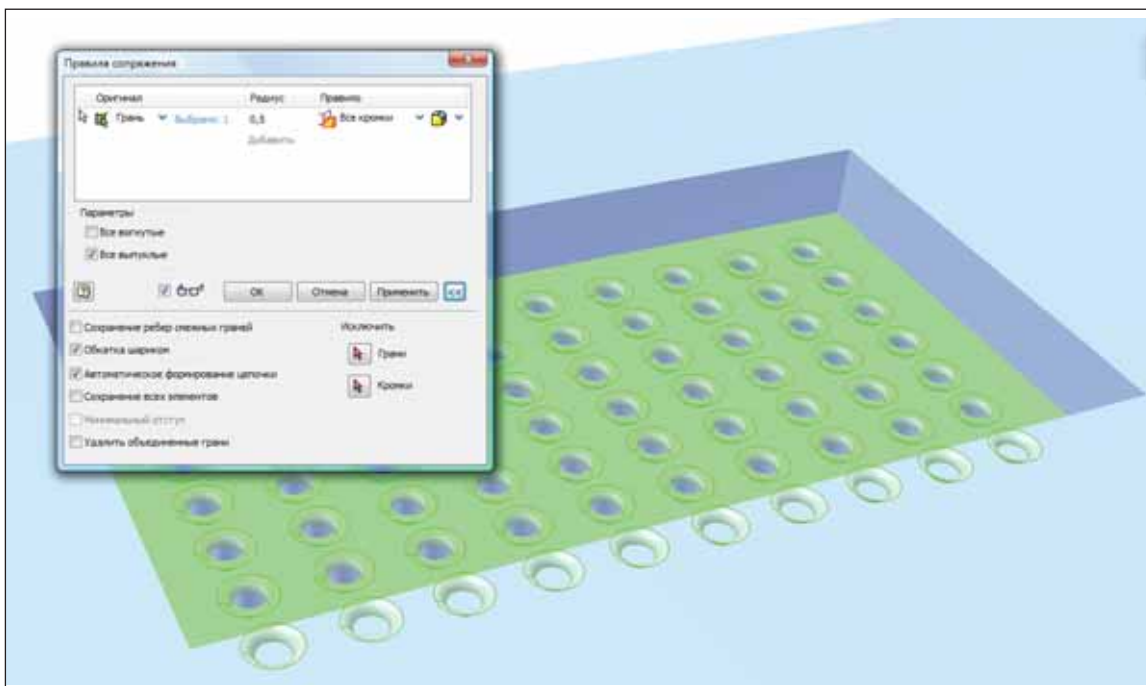 Правила сопряжения
Оригинал Радиус Правило
Грань Выбрано: 1 0,5 Все кромки
Добавить
Параметры
Все вогнутые
Все выпуклые
OK Отмена Применить <<
Сохранение ребер смежных граней Исключить
Обкатка шариком Грани
Автоматическое формирование цепочки
Сохранение всех элементов Кромки
Минимальный отступ
Удалить объединенные грани